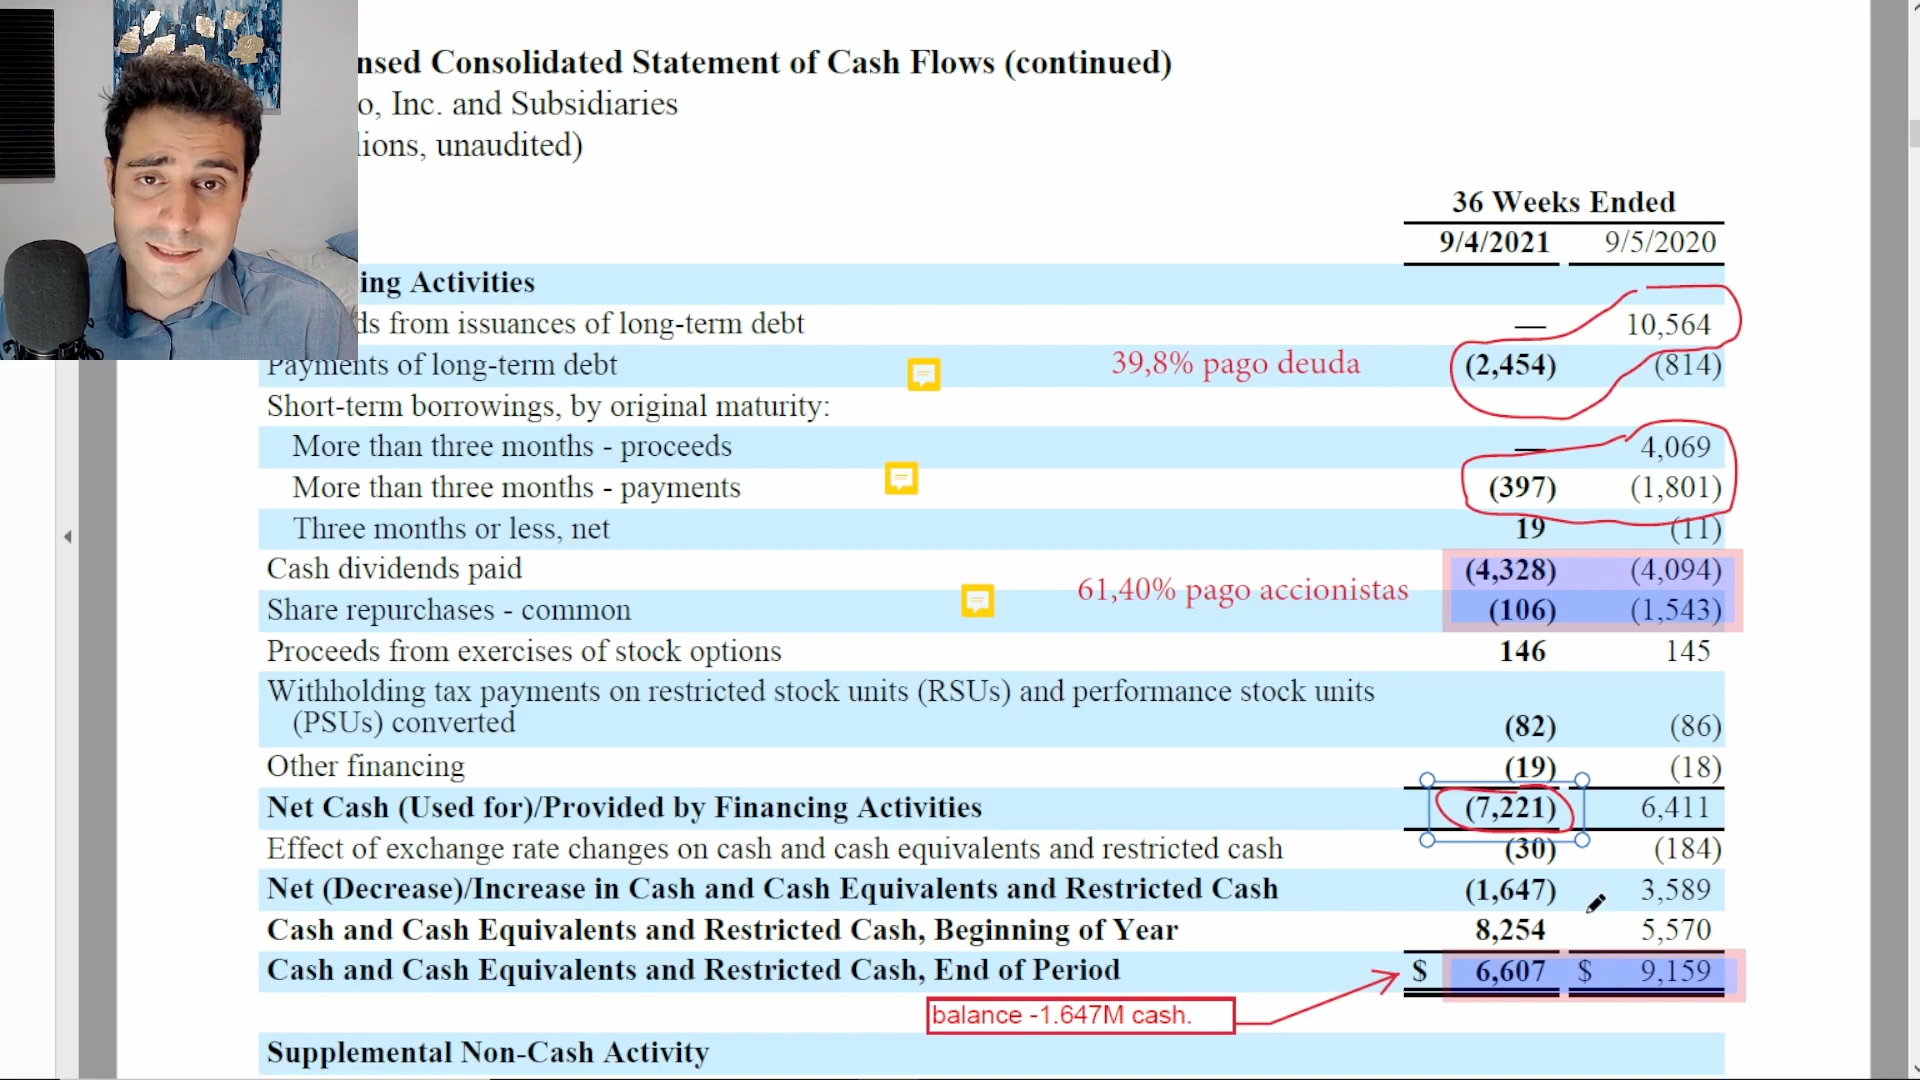 nsed Consolidated Statement of Cash Flows (continued)
o, Inc. and Subsidiaries
lions, unaudited)
36 Weeks Ended
9/4/2021 9/5/2020
ing Activities
ds from issuances of long-term debt — 10,564
Payments of long-term debt 39,8% pago deuda (2,454) (814)
Short-term borrowings, by original maturity:
More than three months - proceeds — 4,069
More than three months - payments (397) (1,801)
Three months or less, net 19 (11)
Cash dividends paid (4,328) (4,094)
61,40% pago accionistas
Share repurchases - common (106) (1,543)
Proceeds from exercises of stock options 146 145
Withholding tax payments on restricted stock units (RSUs) and performance stock units
(PSUs) converted (82) (86)
Other financing (19) (18)
Net Cash (Used for)/Provided by Financing Activities (7,221) 6,411
Effect of exchange rate changes on cash and cash equivalents and restricted cash (30) (184)
Net (Decrease)/Increase in Cash and Cash Equivalents and Restricted Cash (1,647) 3,589
Cash and Cash Equivalents and Restricted Cash, Beginning of Year 8,254 5,570
Cash and Cash Equivalents and Restricted Cash, End of Period $ 6,607 $ 9,159
balance -1.647M cash.
Supplemental Non-Cash Activity